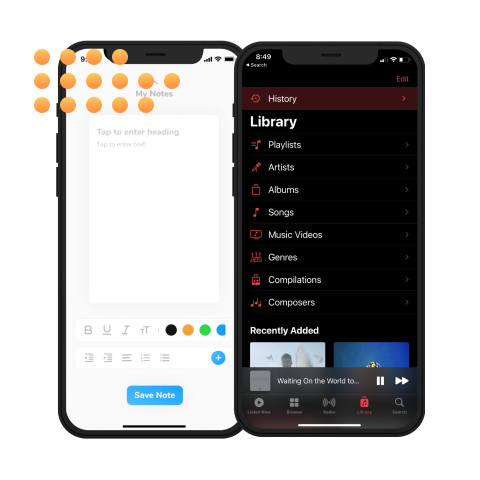 My Notes
Tap to enter heading
Tap to enter text
B U I TT
Save Note
8:49
Search
Edit
History
Library
Playlists
Artists
Albums
Songs
Music Videos
Genres
Compilations
Composers
Recently Added
Waiting On the World to...
Listen Now
Browse
Radio
Library
Search